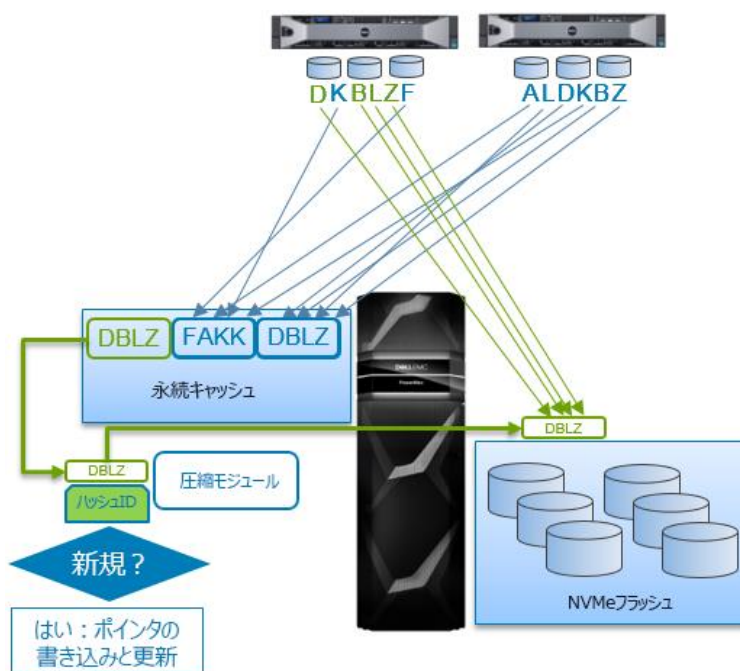 DKBLZF
ALDKBZ
DBLZ
FAKK
DBLZ
永続キャッシュ
DBLZ
DBLZ
圧縮モジュール
ハッシュID
新規？
NVMeフラッシュ
はい：ポインタの
書き込みと更新